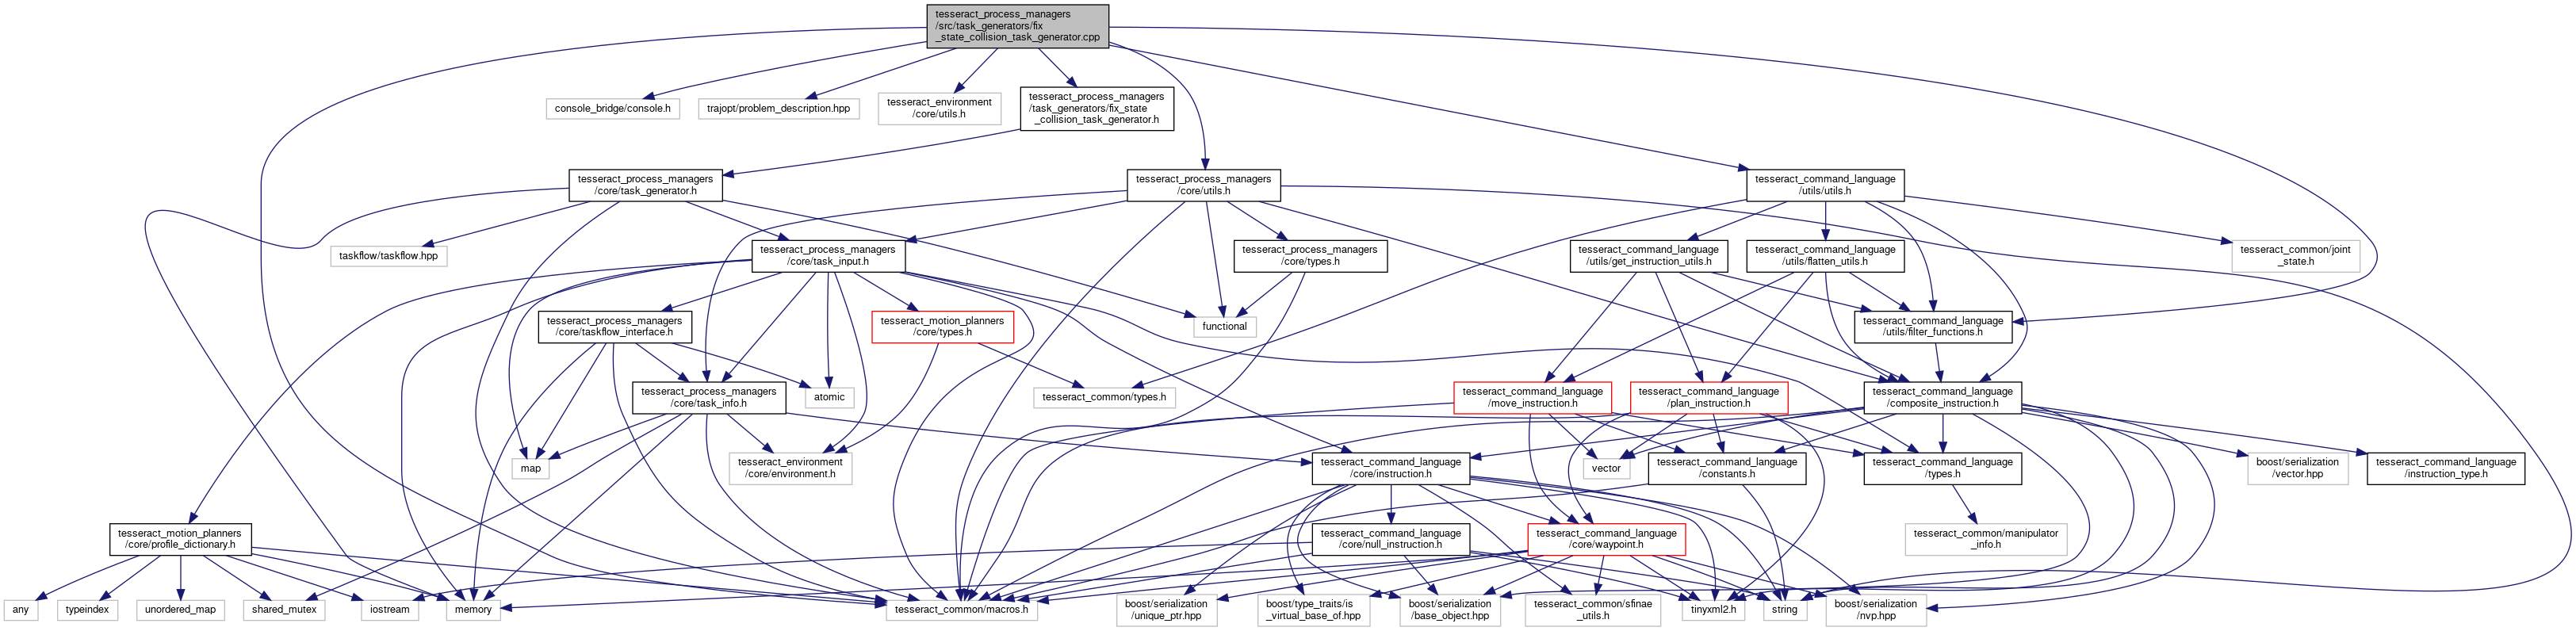 tesseract_process_managers
/src/task_generators/fix
_state_collision_task_generator.cpp
console_bridge/console.h
trajopt/problem_description.hpp
tesseract_environment
/core/utils.h
tesseract_process_managers
/task_generators/fix_state
_collision_task_generator.h
tesseract_process_managers
/core/task_generator.h
tesseract_process_managers
/core/utils.h
tesseract_command_language
/utils/utils.h
taskflow/taskflow.hpp
tesseract_process_managers
/core/task_input.h
tesseract_process_managers
/core/types.h
tesseract_command_language
/utils/get_instruction_utils.h
tesseract_command_language
/utils/flatten_utils.h
tesseract_common/joint
_state.h
tesseract_process_managers
/core/taskflow_interface.h
tesseract_motion_planners
/core/types.h
functional
tesseract_command_language
/utils/filter_functions.h
tesseract_process_managers
/core/task_info.h
atomic
tesseract_common/types.h
tesseract_command_language
/move_instruction.h
tesseract_command_language
/plan_instruction.h
tesseract_command_language
/composite_instruction.h
map
tesseract_environment
/core/environment.h
tesseract_command_language
/core/instruction.h
vector
tesseract_command_language
/constants.h
tesseract_command_language
/types.h
boost/serialization
/vector.hpp
tesseract_command_language
/instruction_type.h
tesseract_motion_planners
/core/profile_dictionary.h
tesseract_command_language
/core/null_instruction.h
tesseract_command_language
/core/waypoint.h
tesseract_common/manipulator
_info.h
any
typeindex
unordered_map
shared_mutex
iostream
memory
tesseract_common/macros.h
boost/serialization
/unique_ptr.hpp
boost/type_traits/is
_virtual_base_of.hpp
boost/serialization
/base_object.hpp
tesseract_common/sfinae
_utils.h
tinyxml2.h
string
boost/serialization
/nvp.hpp